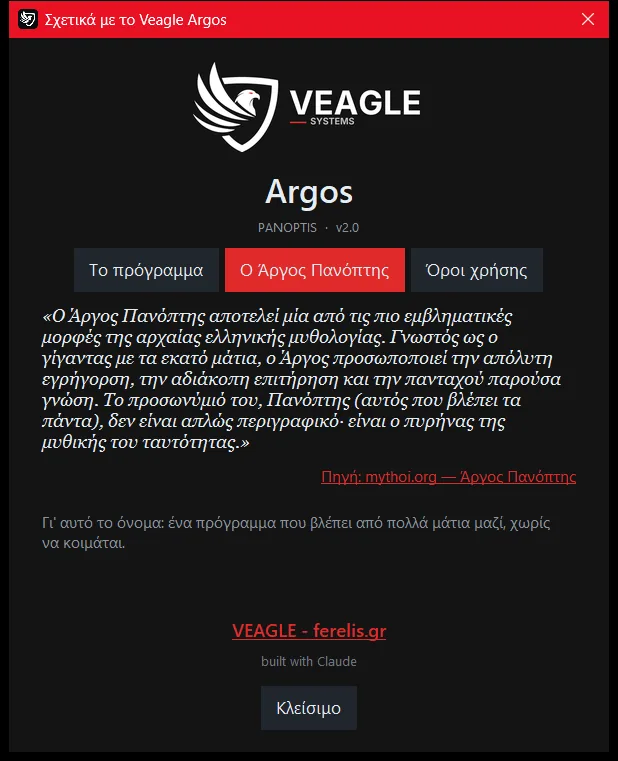 Σχετικά με το Veagle Argos
VEAGLE
SYSTEMS
Argos
PANOPTIS · v2.0
Το πρόγραμμα
Ο Άργος Πανόπτης
Όροι χρήσης
«Ο Άργος Πανόπτης αποτελεί μία από τις πιο εμβληματικές
μορφές της αρχαίας ελληνικής μυθολογίας. Γνωστός ως ο
γίγαντας με τα εκατό μάτια, ο Άργος προσωποποιεί την απόλυτη
εγρήγορση, την αδιάκοπη επιτήρηση και την πανταχού παρούσα
γνώση. Το προσωνύμιό του, Πανόπτης (αυτός που βλέπει τα
πάντα), δεν είναι απλώς περιγραφικό· είναι ο πυρήνας της
μυθικής του ταυτότητας.»
Πηγή: mythoi.org — Άργος Πανόπτης
Γι' αυτό το όνομα: ένα πρόγραμμα που βλέπει από πολλά μάτια μαζί, χωρίς
να κοιμάται.
VEAGLE - ferelis.gr
built with Claude
Κλείσιμο